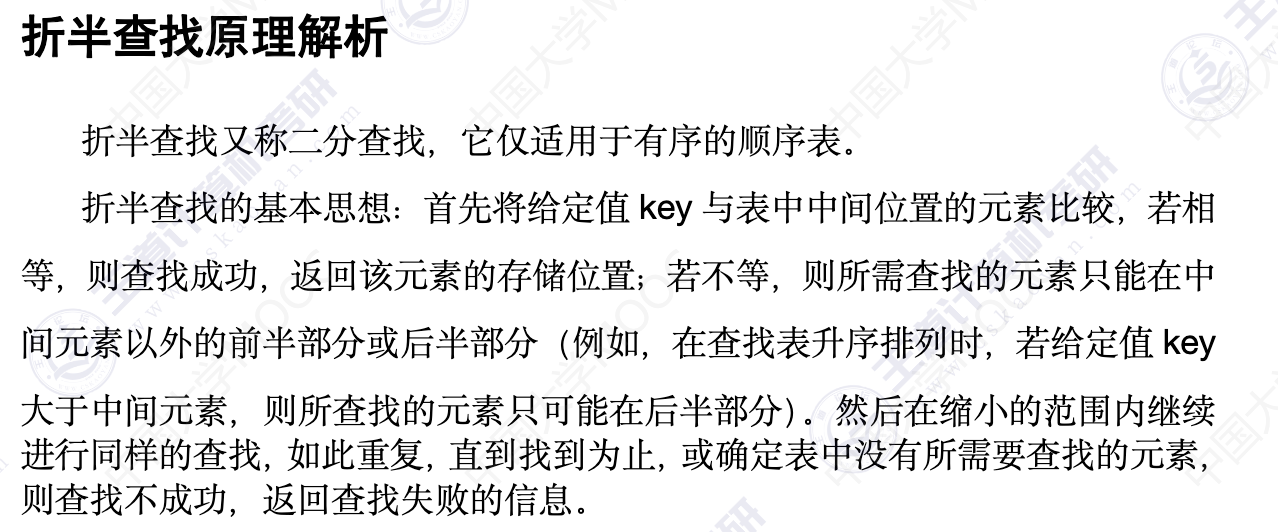 折半查找原理解析
折半查找又称二分查找，它仅适用于有序的顺序表。
折半查找的基本思想：首先将给定值 key 与表中中间位置的元素比较，若相
等，则查找成功，返回该元素的存储位置；若不等，则所需查找的元素只能在中
间元素以外的前半部分或后半部分（例如，在查找表升序排列时，若给定值 key
大于中间元素，则所查找的元素只可能在后半部分）。然后在缩小的范围内继续
进行同样的查找，如此重复，直到找到为止，或确定表中没有所需要查找的元素，
则查找不成功，返回查找失败的信息。